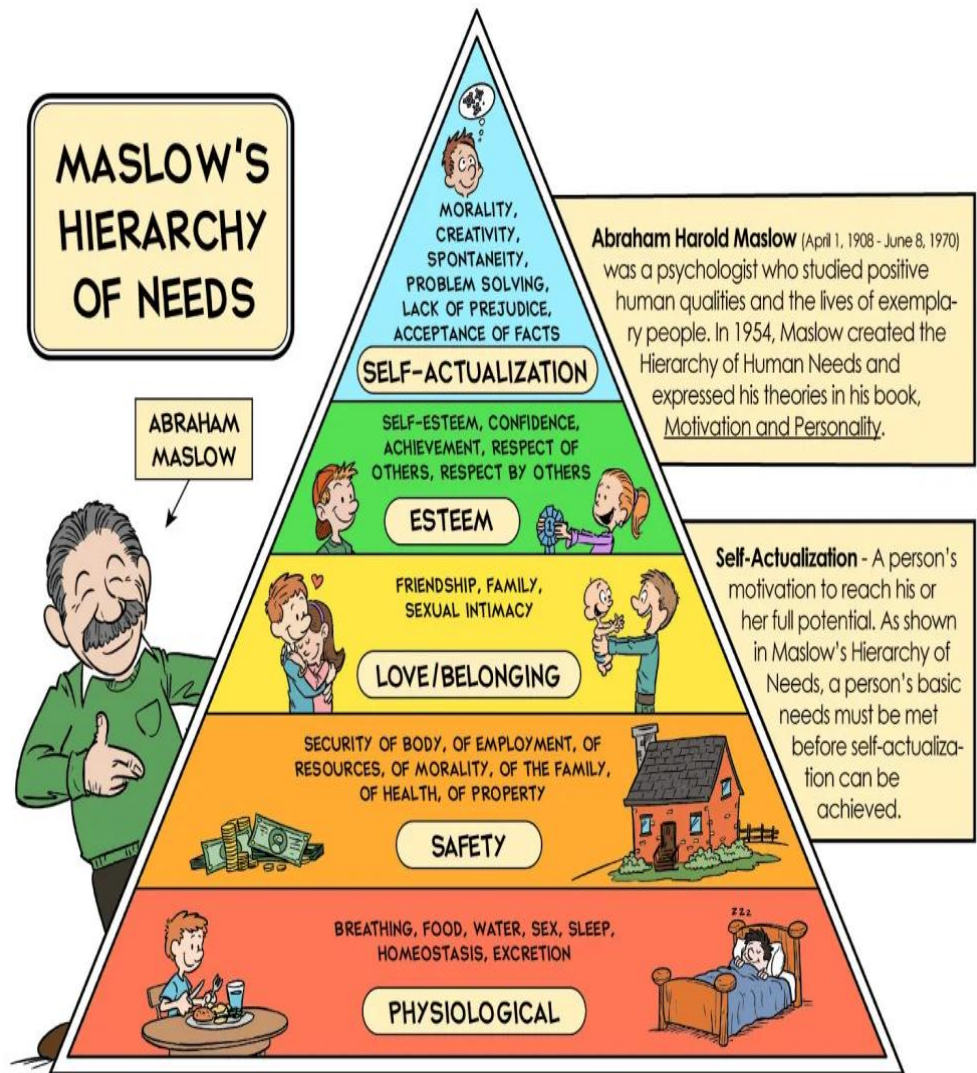 MASLOW'S
HIERARCHY
OF NEEDS
ABRAHAM
MASLOW
MORALITY,
CREATIVITY,
SPONTANEITY,
PROBLEM SOLVING,
LACK OF PREJUDICE,
ACCEPTANCE OF FACTS
SELF-ACTUALIZATION
SELF-ESTEEM, CONFIDENCE,
ACHIEVEMENT, RESPECT OF
OTHERS, RESPECT BY OTHERS
1
ESTEEM
FRIENDSHIP, FAMILY,
SEXUAL INTIMACY
LOVE/BELONGING
SECURITY OF BODY, OF EMPLOYMENT, OF
RESOURCES, OF MORALITY, OF THE FAMILY,
OF HEALTH, OF PROPERTY
SAFETY
BREATHING, FOOD, WATER, SEX, SLEEP,
HOMEOSTASIS, EXCRETION
ZZZ
PHYSIOLOGICAL
Abraham Harold Maslow (April 1, 1908 - June 8, 1970)
was a psychologist who studied positive
human qualities and the lives of exempla-
ry people. In 1954, Maslow created the
Hierarchy of Human Needs and
expressed his theories in his book,
Motivation and Personality.
Self-Actualization - A person's
motivation to reach his or
her full potential. As shown
in Maslow's Hierarchy of
Needs, a person's basic
needs must be met
before self-actualiza-
tion can be
achieved.